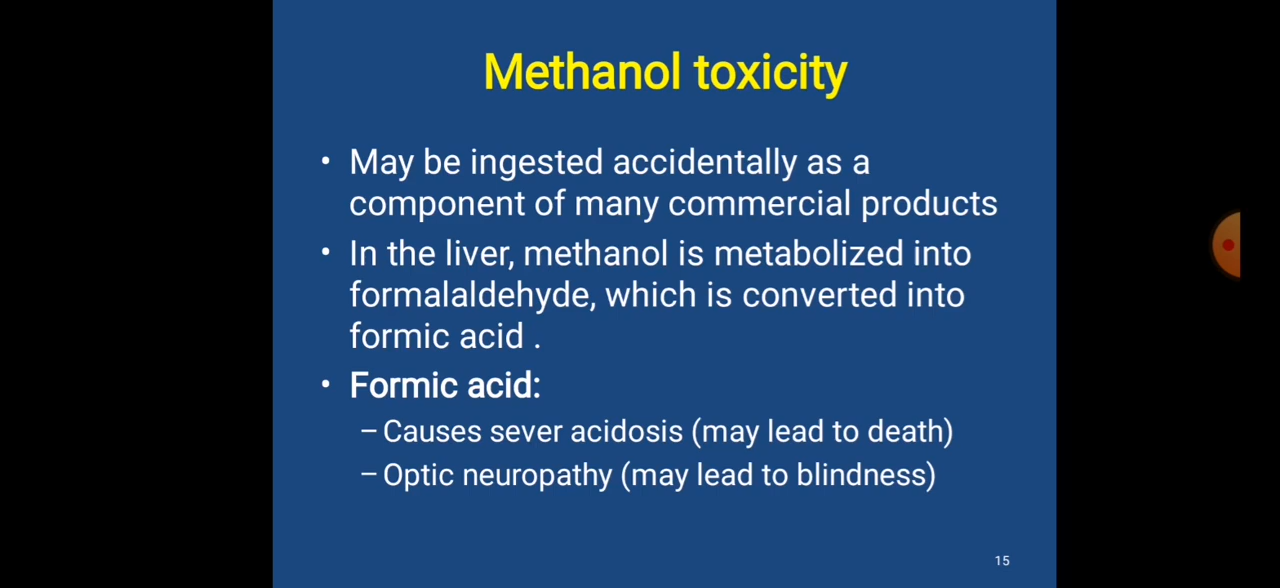 Methanol toxicity
• May be ingested accidentally as a
component of many commercial products
• In the liver, methanol is metabolized into
formalaldehyde, which is converted into
formic acid .
• Formic acid:
– Causes sever acidosis (may lead to death)
– Optic neuropathy (may lead to blindness)
15